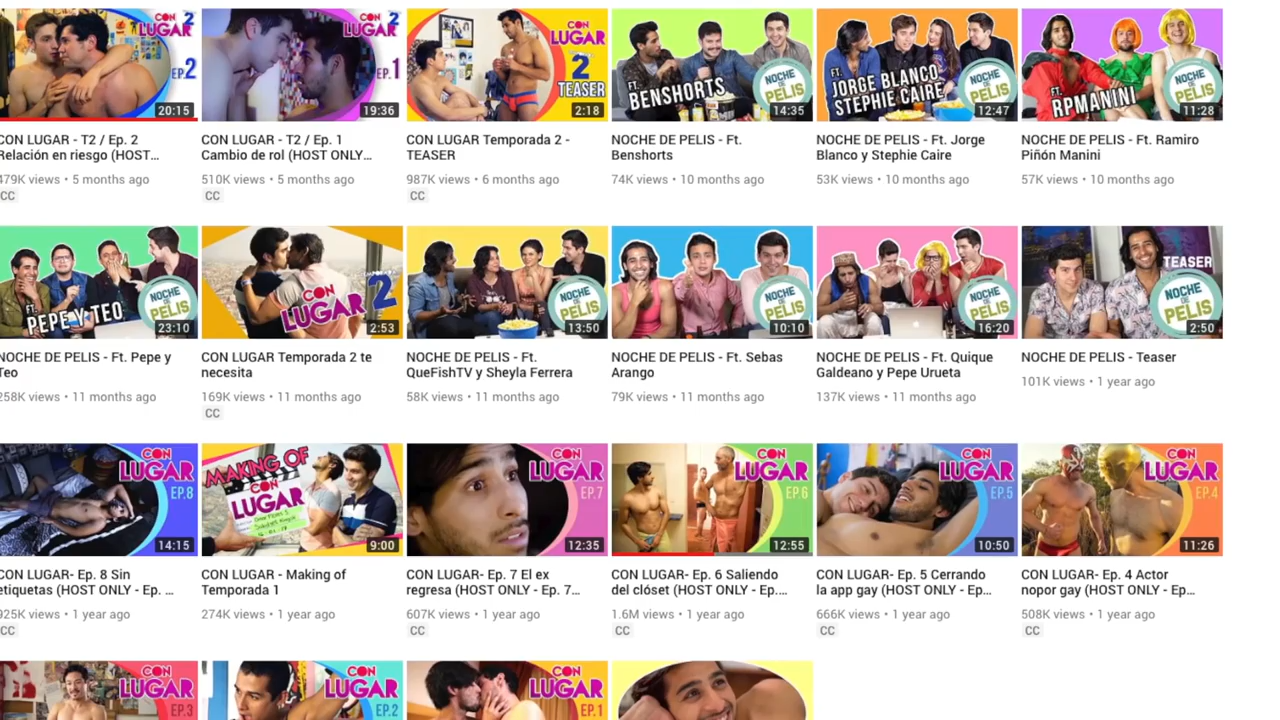 CON LUGAR 2
EP.2
20:15
CON LUGAR 2
EP.1
19:36
CON LUGAR
2
TEASER
2:18
FT.
BENSHORTS
NOCHE DE PELIS
14:35
FT.
JORGE BLANCO
STEPHIE CAIRE
NOCHE DE PELIS
12:47
FT.
RPMANINI
NOCHE DE PELIS
11:28
CON LUGAR - T2 / Ep. 2
Relación en riesgo (HOST...
479K views • 5 months ago
CC
CON LUGAR - T2 / Ep. 1
Cambio de rol (HOST ONLY...
510K views • 5 months ago
CC
CON LUGAR Temporada 2 -
TEASER
987K views • 6 months ago
CC
NOCHE DE PELIS - Ft.
Benshorts
74K views • 10 months ago
NOCHE DE PELIS - Ft. Jorge
Blanco y Stephie Caire
53K views • 10 months ago
NOCHE DE PELIS - Ft. Ramiro
Piñón Manini
57K views • 10 months ago
FT.
PEPE Y TEO
NOCHE DE PELIS
23:10
CON
LUGAR
TEMPORADA
2
2:53
NOCHE DE PELIS
13:50
NOCHE DE PELIS
10:10
NOCHE DE PELIS
16:20
TEASER
NOCHE DE PELIS
2:50
NOCHE DE PELIS - Ft. Pepe y
Teo
258K views • 11 months ago
CON LUGAR Temporada 2 te
necesita
169K views • 11 months ago
CC
NOCHE DE PELIS - Ft.
QueFishTV y Sheyla Ferrera
58K views • 11 months ago
NOCHE DE PELIS - Ft. Sebas
Arango
79K views • 11 months ago
NOCHE DE PELIS - Ft. Quique
Galdeano y Pepe Urueta
137K views • 11 months ago
NOCHE DE PELIS - Teaser
101K views • 1 year ago
CON
LUGAR
EP.8
14:15
MAKING OF
CON
LUGAR
9:00
CON
LUGAR
EP.7
12:35
CON
LUGAR
EP.6
12:55
CON
LUGAR
EP.5
10:50
CON
LUGAR
EP.4
11:26
CON LUGAR- Ep. 8 Sin
etiquetas (HOST ONLY - Ep. ...
925K views • 1 year ago
CC
CON LUGAR - Making of
Temporada 1
274K views • 1 year ago
CON LUGAR- Ep. 7 El ex
regresa (HOST ONLY - Ep. 7...
607K views • 1 year ago
CC
CON LUGAR- Ep. 6 Saliendo
del clóset (HOST ONLY - Ep....
1.6M views • 1 year ago
CC
CON LUGAR- Ep. 5 Cerrando
la app gay (HOST ONLY - Ep...
666K views • 1 year ago
CC
CON LUGAR- Ep. 4 Actor
nopor gay (HOST ONLY - Ep...
508K views • 1 year ago
CC
CON
LUGAR
EP.3
CON
LUGAR
EP.2
CON
LUGAR
EP.1